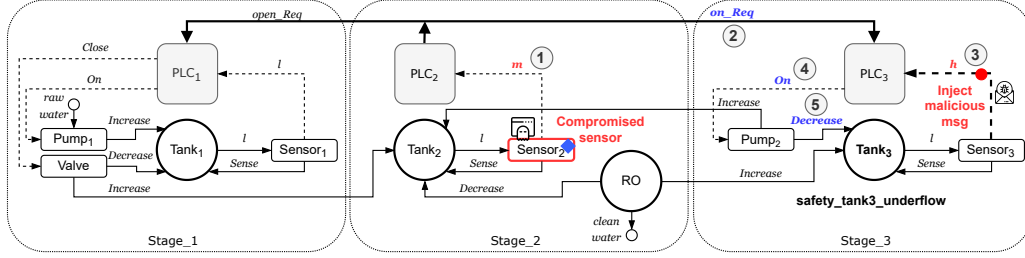 open_Req
on_Req
2
Close
PLC₁
l
On
raw
water
Pump₁
Increase
Valve
Decrease
Tank₁
l
Sensor₁
Sense
Increase
Stage_1
PLC₂
m
1
Compromised
sensor
Tank₂
l
Sensor₂
Sense
Decrease
RO
clean
water
Stage_2
PLC₃
h
3
Inject
malicious
msg
4
On
5
Increase
Decrease
Pump₂
Tank₃
l
Sensor₃
Sense
Increase
safety_tank3_underflow
Stage_3